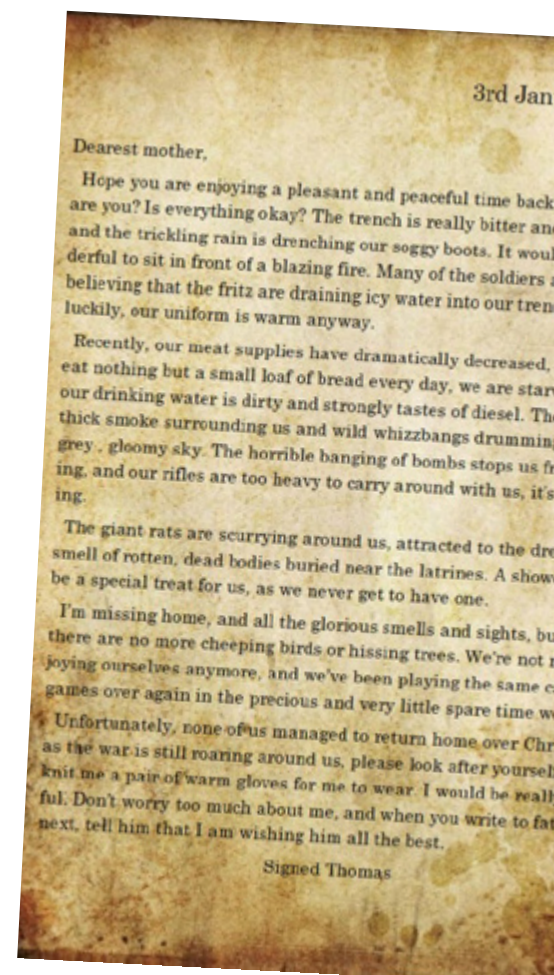 3rd Jan
Dearest mother,
Hope you are enjoying a pleasant and peaceful time back
are you? Is everything okay? The trench is really bitter an
and the trickling rain is drenching our soggy boots. It woul
derful to sit in front of a blazing fire. Many of the soldiers
believing that the fritz are draining icy water into our tren
luckily, our uniform is warm anyway.
Recently, our meat supplies have dramatically decreased,
eat nothing but a small loaf of bread every day, we are star
our drinking water is dirty and strongly tastes of diesel. Th
thick smoke surrounding us and wild whizzbangs drummin
grey , gloomy sky. The horrible banging of bombs stops us fr
ing, and our rifles are too heavy to carry around with us, it's
ing.
The giant rats are scurrying around us, attracted to the dre
smell of rotten, dead bodies buried near the latrines. A show
be a special treat for us, as we never get to have one.
I'm missing home, and all the glorious smells and sights, bu
there are no more cheeping birds or hissing trees. We're not
joying ourselves anymore, and we've been playing the same c
games over again in the precious and very little spare time w
Unfortunately, none of us managed to return home over Chr
as the war is still roaring around us, please look after yoursel
knit me a pair of warm gloves for me to wear. I would be reall
ful. Don't worry too much about me, and when you write to fat
next, tell him that I am wishing him all the best.
Signed Thomas